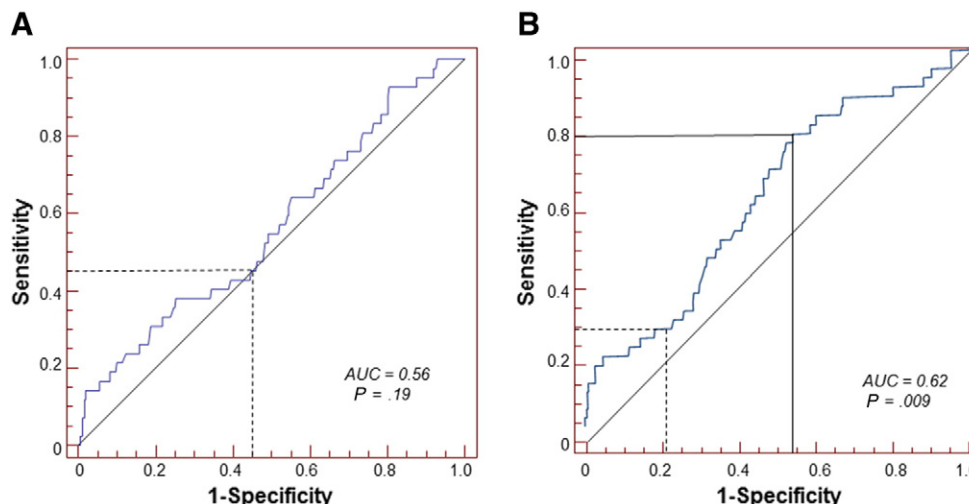 A
1.0
0.8
0.6
0.4
0.2
0
Sensitivity
0 0.2 0.4 0.6 0.8 1.0
1-Specificity
AUC = 0.56
P = .19
B
1.0
0.8
0.6
0.4
0.2
0
Sensitivity
0 0.2 0.4 0.6 0.8 1.0
1-Specificity
AUC = 0.62
P = .009